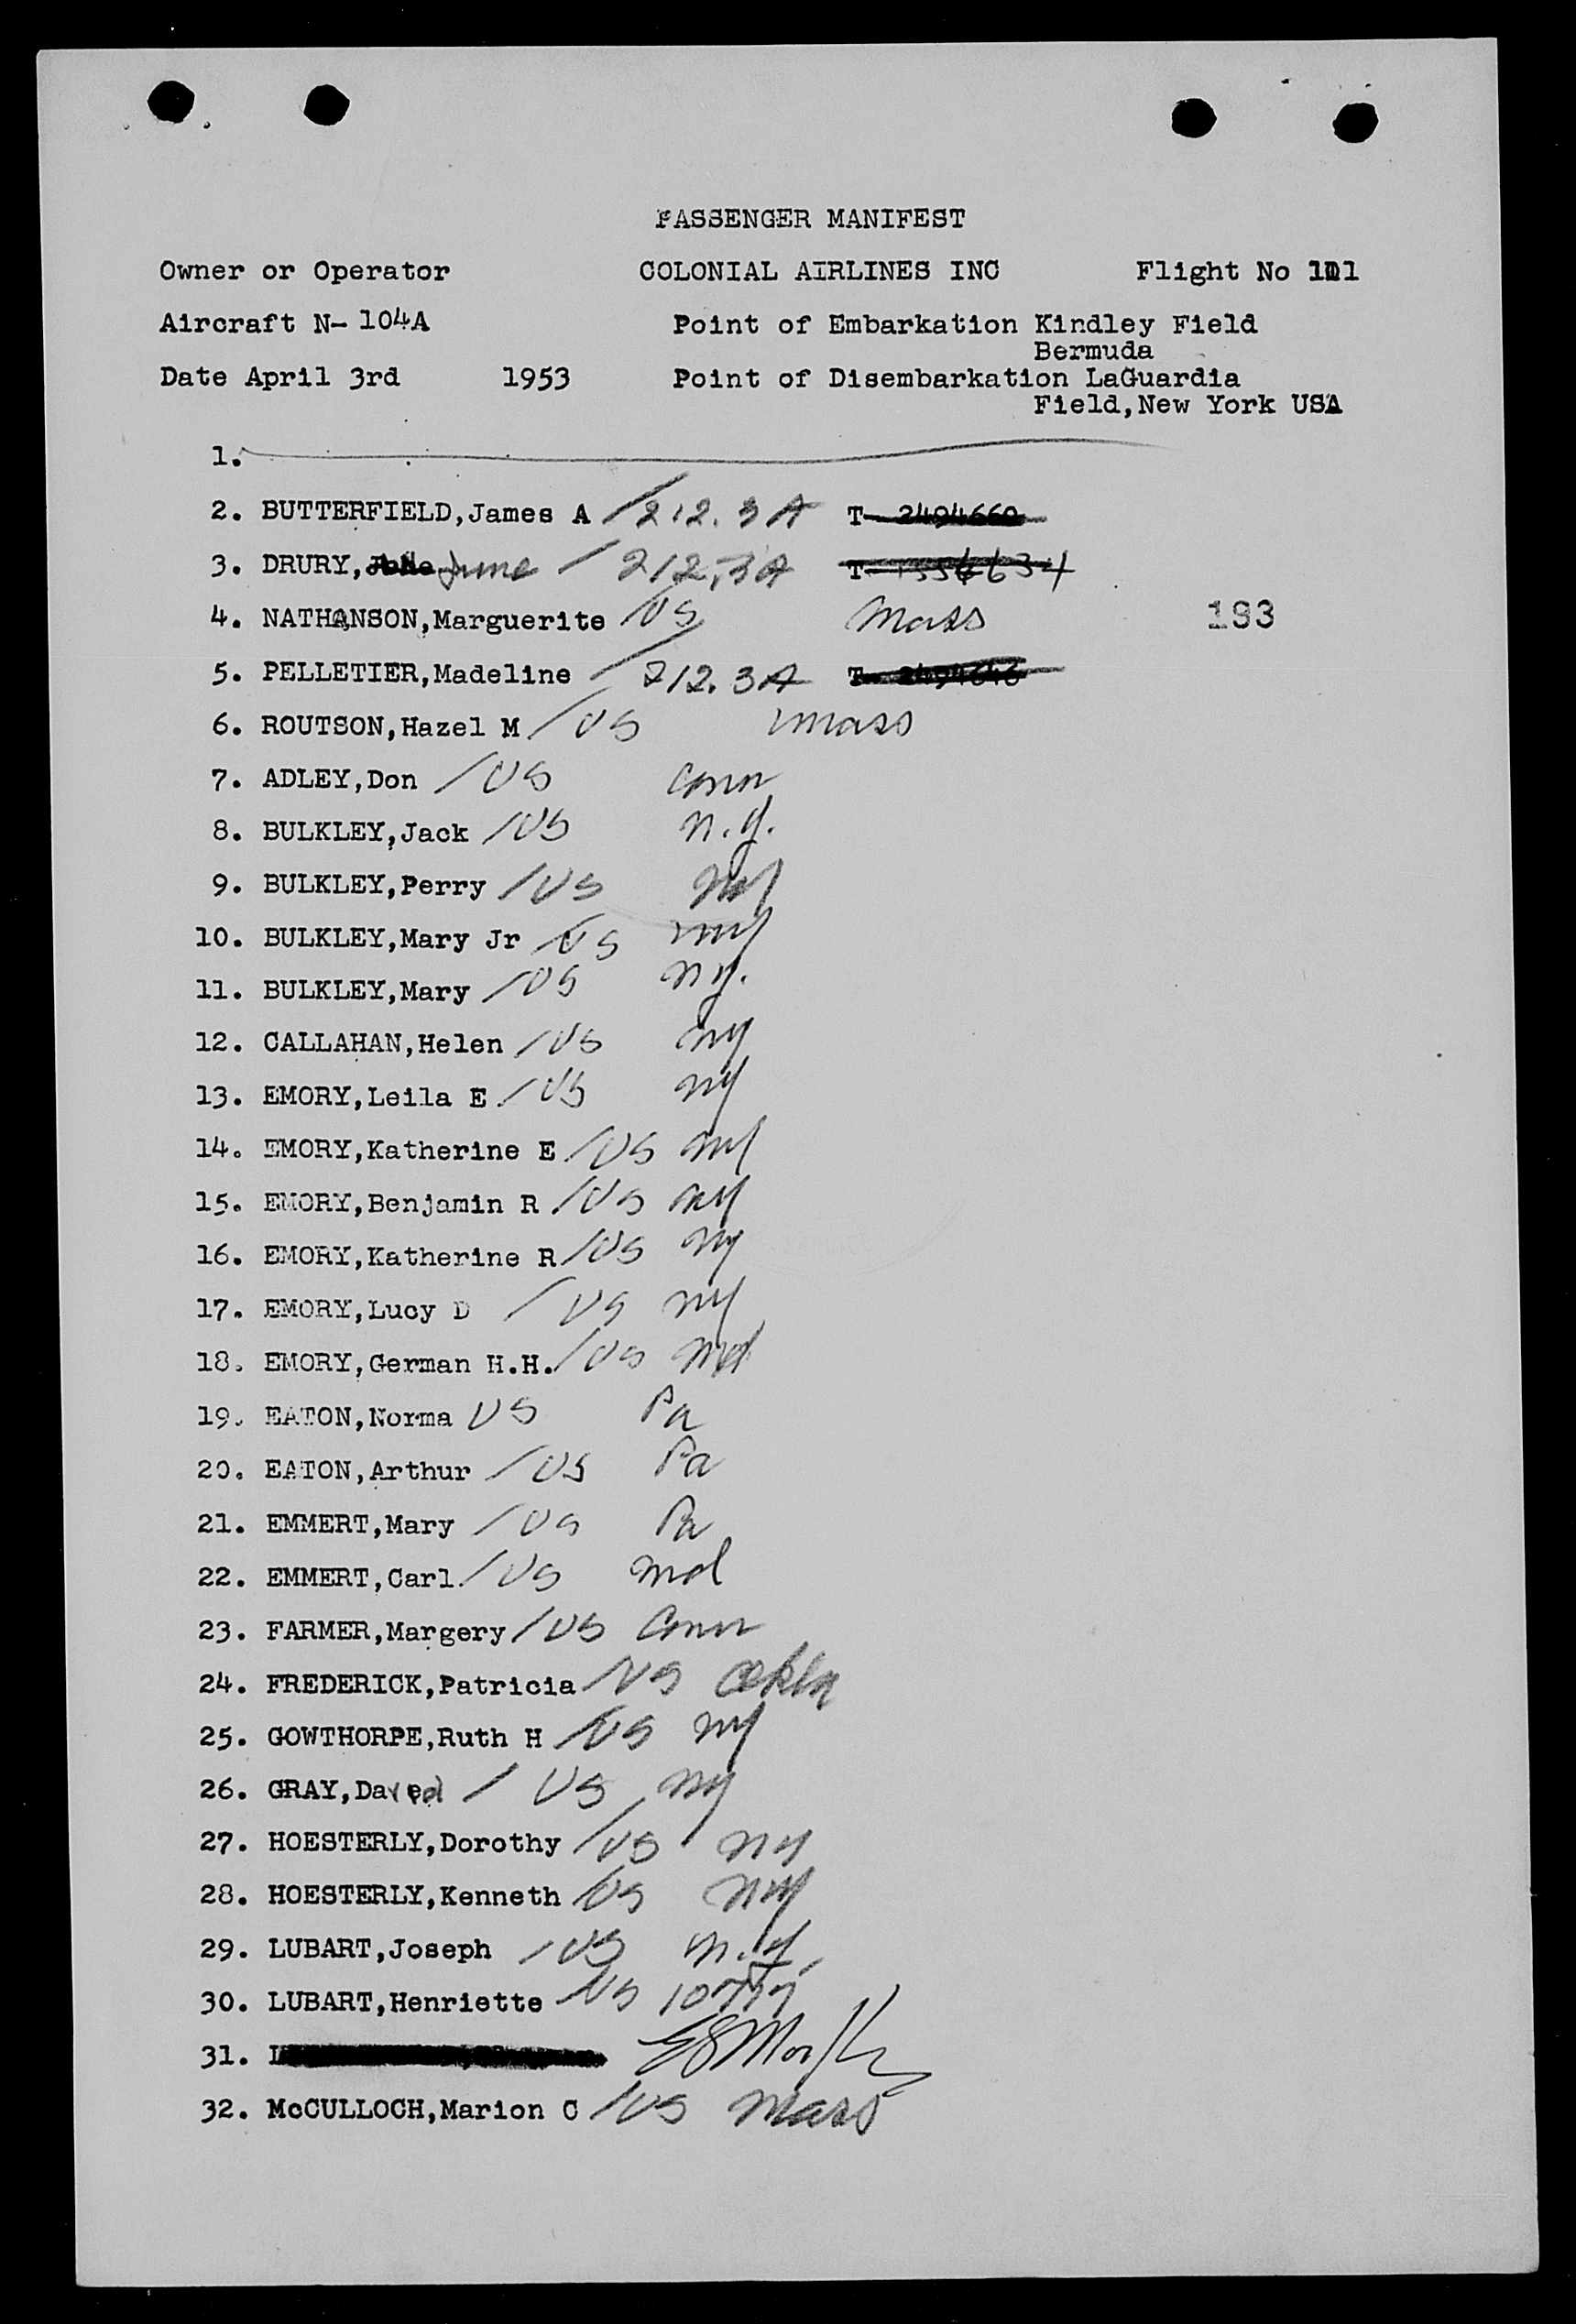 PASSENGER MANIFEST
Owner or Operator COLONIAL AIRLINES INC Flight No 101
Aircraft N- 104A Point of Embarkation Kindley Field
Bermuda
Date April 3rd 1953 Point of Disembarkation LaGuardia
Field,New York USA
1.
2. BUTTERFIELD,James A / 212.3A T- 2494660
3. DRURY, June / 212.3A T-
4. NATHANSON,Marguerite / US Mass 193
5. PELLETIER,Madeline / 212.3A T- 2494646
6. ROUTSON,Hazel M / US mass
7. ADLEY,Don / US Conn
8. BULKLEY,Jack / US n.y.
9. BULKLEY,Perry / US ny
10. BULKLEY,Mary Jr / US ny
11. BULKLEY,Mary / US ny.
12. CALLAHAN,Helen / US ny
13. EMORY,Leila E / US ny
14. EMORY,Katherine E / US ny
15. EMORY,Benjamin R / US ny
16. EMORY,Katherine R / US ny
17. EMORY,Lucy D / US ny
18. EMORY,German H.H. / US Md
19. EATON,Norma US Pa
20. EATON,Arthur / US Pa
21. EMMERT,Mary / US Pa
22. EMMERT,Carl / US md
23. FARMER,Margery / US Conn
24. FREDERICK,Patricia / US
25. GOWTHORPE,Ruth H / US ny
26. GRAY,David / US ny
27. HOESTERLY,Dorothy / US ny
28. HOESTERLY,Kenneth / US ny
29. LUBART,Joseph / US n.y.
30. LUBART,Henriette / US
31.
32. McCULLOCH,Marion C / US Mass